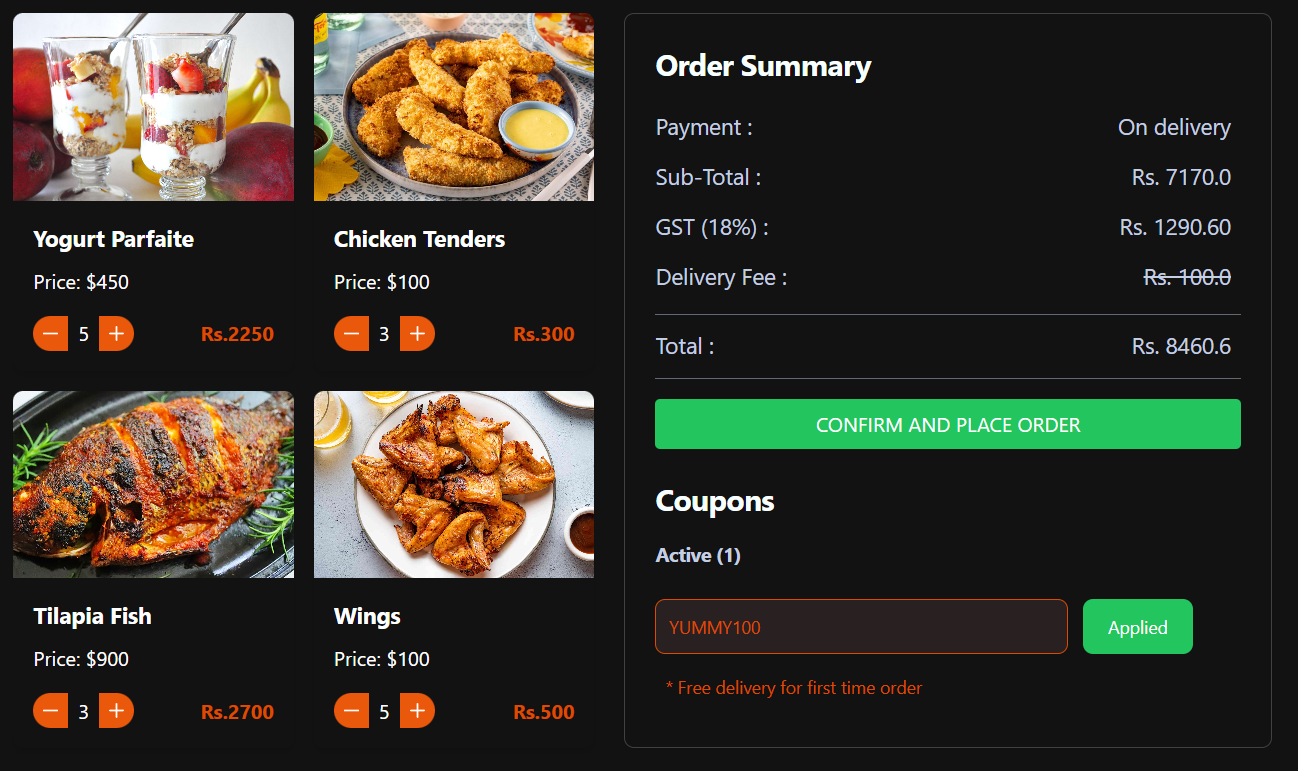 Yogurt Parfaite
Price: $450
− 5 +
Rs.2250
Chicken Tenders
Price: $100
− 3 +
Rs.300
Tilapia Fish
Price: $900
− 3 +
Rs.2700
Wings
Price: $100
− 5 +
Rs.500
Order Summary
Payment : On delivery
Sub-Total : Rs. 7170.0
GST (18%) : Rs. 1290.60
Delivery Fee : Rs. 100.0
Total : Rs. 8460.6
CONFIRM AND PLACE ORDER
Coupons
Active (1)
YUMMY100
Applied
* Free delivery for first time order